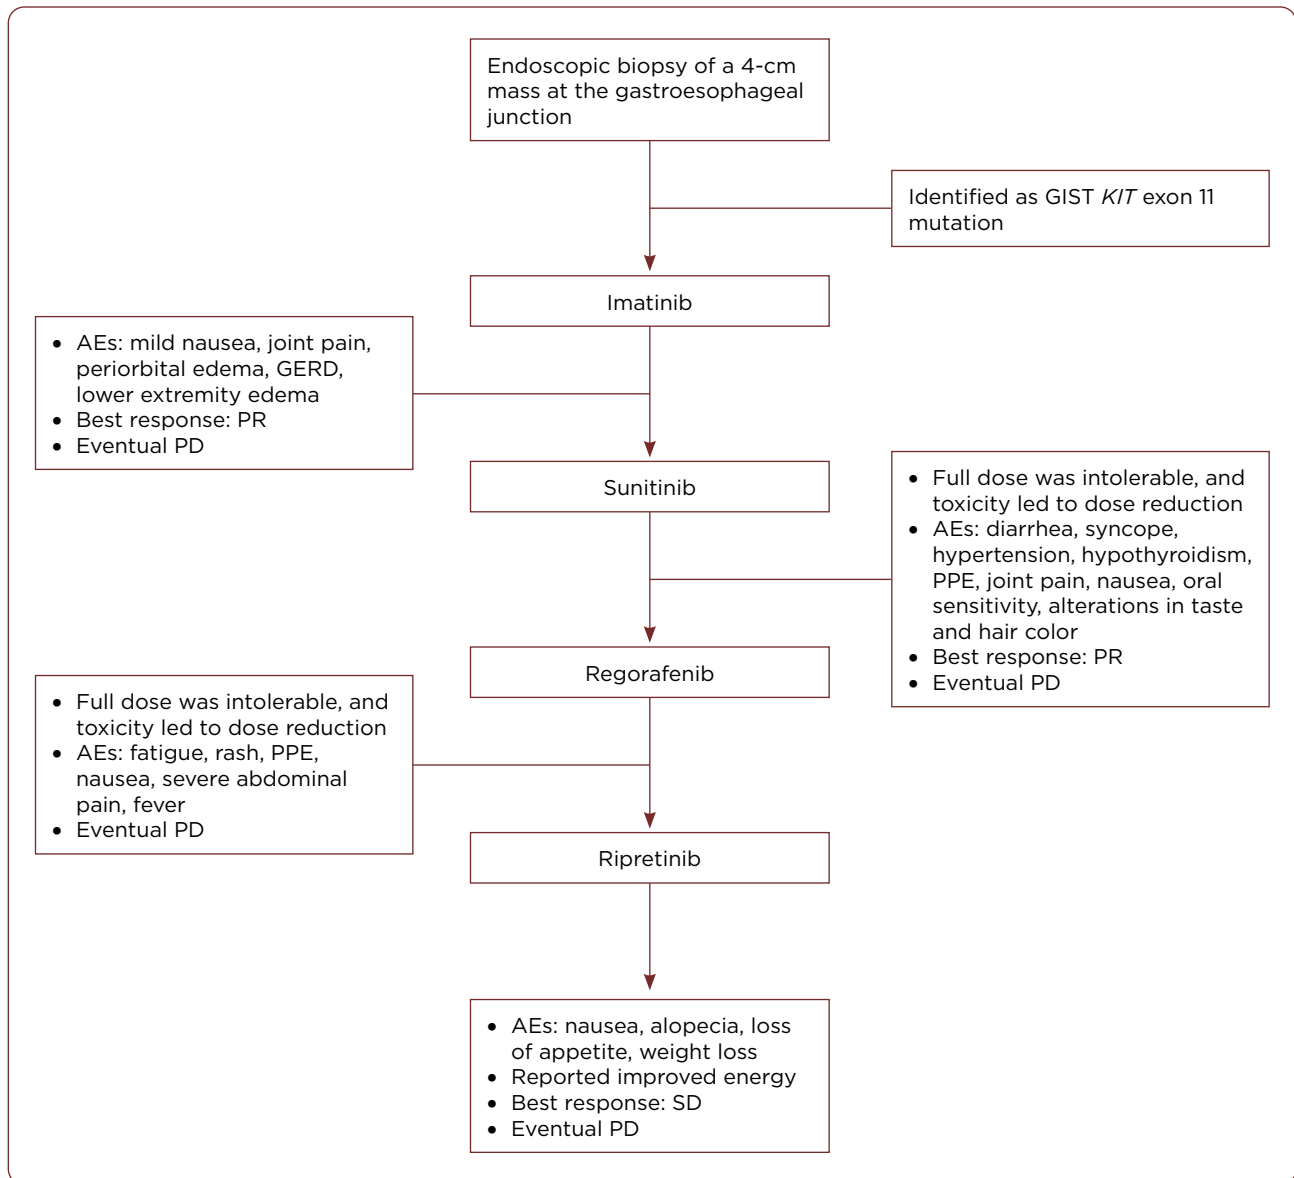 Endoscopic biopsy of a 4-cm
mass at the gastroesophageal
junction
Identified as GIST KIT exon 11
mutation
Imatinib
• AEs: mild nausea, joint pain,
periorbital edema, GERD,
lower extremity edema
• Best response: PR
• Eventual PD
Sunitinib
• Full dose was intolerable, and
toxicity led to dose reduction
• AEs: diarrhea, syncope,
hypertension, hypothyroidism,
PPE, joint pain, nausea, oral
sensitivity, alterations in taste
and hair color
• Best response: PR
• Eventual PD
Regorafenib
• Full dose was intolerable, and
toxicity led to dose reduction
• AEs: fatigue, rash, PPE,
nausea, severe abdominal
pain, fever
• Eventual PD
Ripretinib
• AEs: nausea, alopecia, loss
of appetite, weight loss
• Reported improved energy
• Best response: SD
• Eventual PD